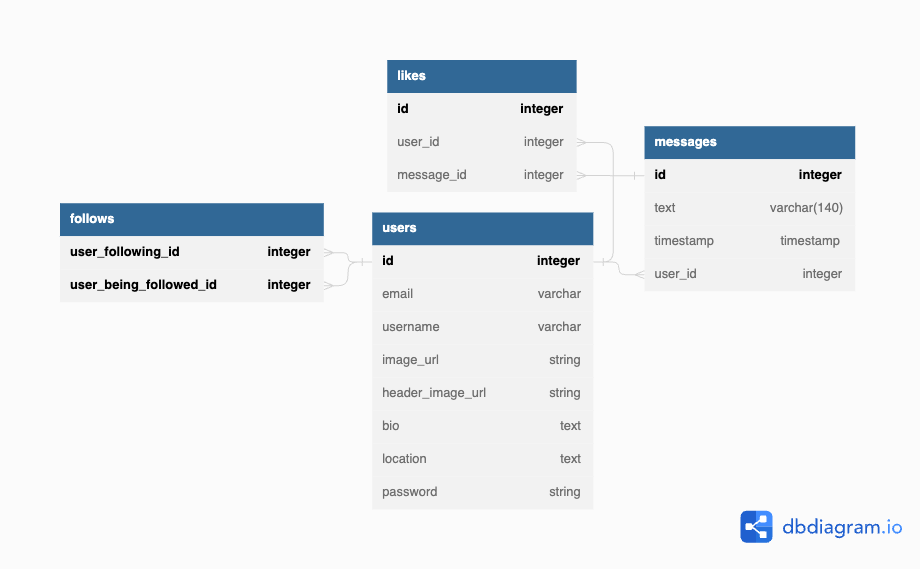 likes
id integer
user_id integer
message_id integer
messages
id integer
text varchar(140)
timestamp timestamp
user_id integer
follows
user_following_id integer
user_being_followed_id integer
users
id integer
email varchar
username varchar
image_url string
header_image_url string
bio text
location text
password string
dbdiagram.io